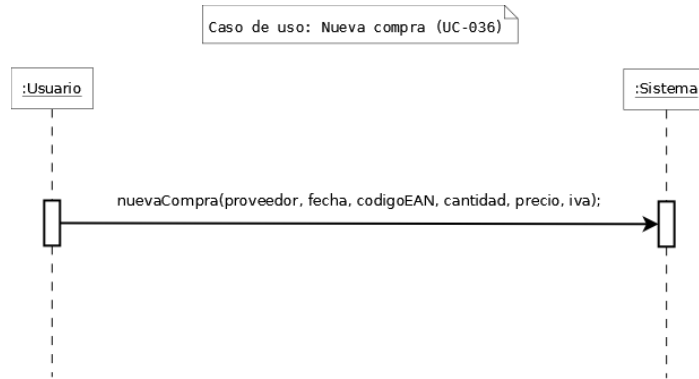 Caso de uso: Nueva compra (UC-036)
:Usuario
:Sistema
nuevaCompra(proveedor, fecha, codigoEAN, cantidad, precio, iva);